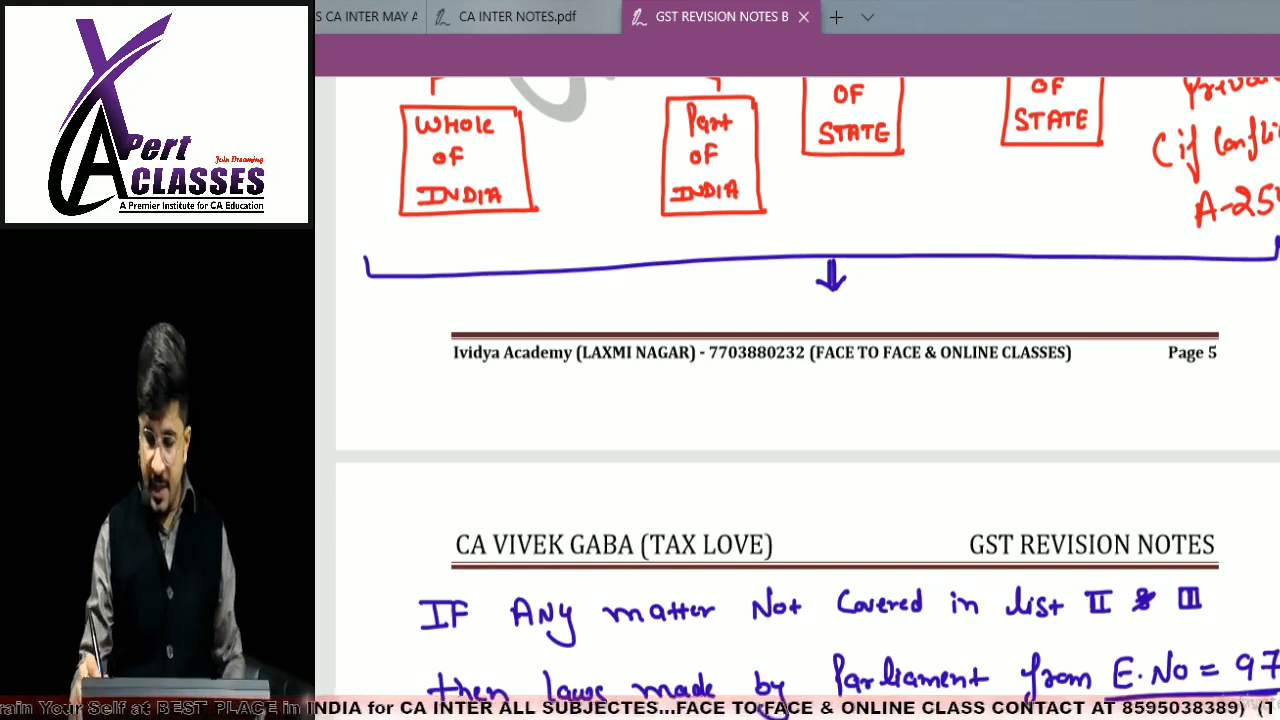 S CA INTER MAY A
CA INTER NOTES.pdf
GST REVISION NOTES B
XPert
Join Dreaming
CA CLASSES
A Premier Institute for CA Education
WHOLE
OF
INDIA
Part
OF
INDIA
OF
STATE
OF
STATE
C if Confli
A-254
Ividya Academy (LAXMI NAGAR) - 7703880232 (FACE TO FACE & ONLINE CLASSES) Page 5
CA VIVEK GABA (TAX LOVE) GST REVISION NOTES
IF Any matter Not Covered in list II & III
then laws made by Parliament from E.No = 97
rain Your Self at BEST PLACE in INDIA for CA INTER ALL SUBJECTES...FACE TO FACE & ONLINE CLASS CONTACT AT 8595038389) (T